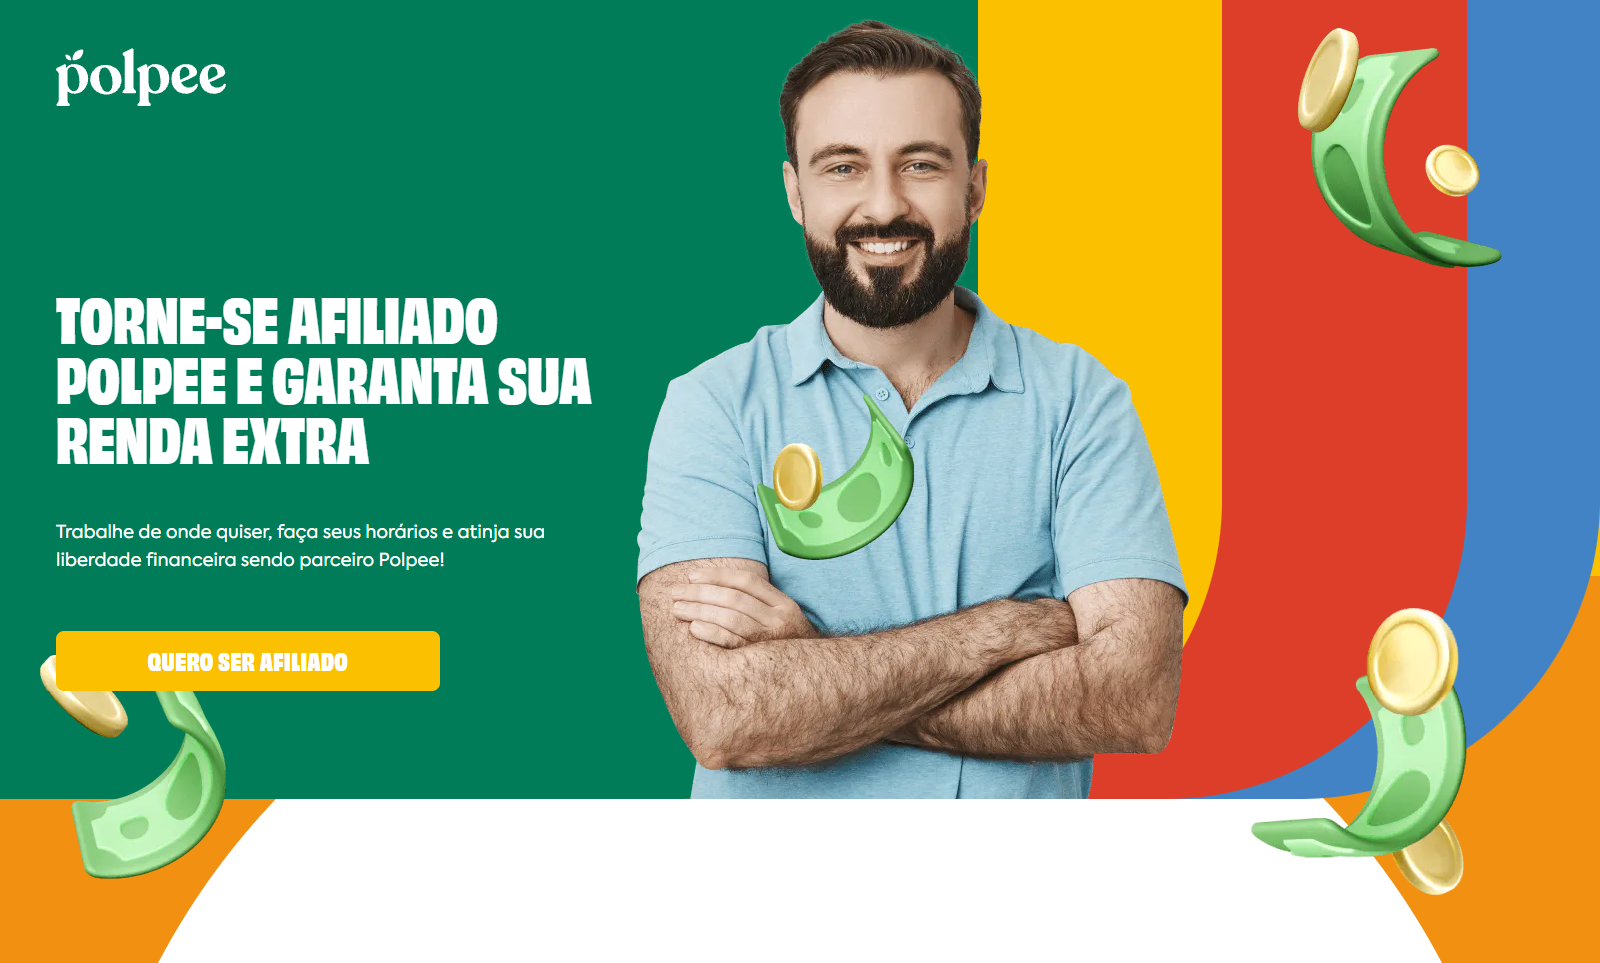 polpee
TORNE-SE AFILIADO
POLPEE E GARANTA SUA
RENDA EXTRA
Trabalhe de onde quiser, faça seus horários e atinja sua
liberdade financeira sendo parceiro Polpee!
QUERO SER AFILIADO